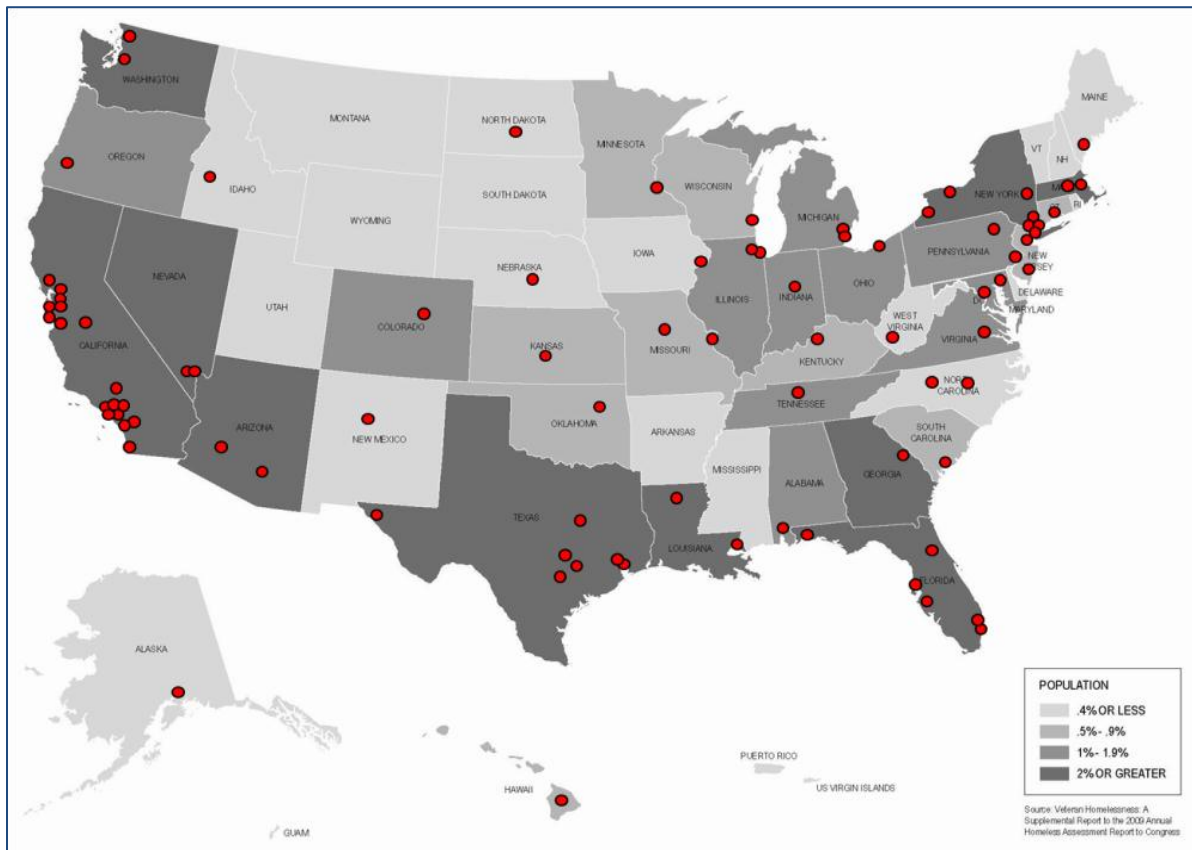 WASHINGTON
MONTANA
NORTH DAKOTA
MINNESOTA
MAINE
VT
NH
OREGON
IDAHO
SOUTH DAKOTA
WISCONSIN
MICHIGAN
NEW YORK
WYOMING
RI
IOWA
PENNSYLVANIA
NEVADA
NEBRASKA
NEW
UTAH
ILLINOIS
INDIANA
OHIO
DELAWARE
MARYLAND
COLORADO
WEST
VIRGINIA
CALIFORNIA
KANSAS
MISSOURI
VIRGINIA
KENTUCKY
NORTH
CAROLINA
TENNESSEE
OKLAHOMA
ARKANSAS
ARIZONA
NEW MEXICO
SOUTH
CAROLINA
MISSISSIPPI
ALABAMA
GEORGIA
TEXAS
LOUISIANA
FLORIDA
ALASKA
HAWAII
PUERTO RICO
US VIRGIN ISLANDS
GUAM
POPULATION
.4% OR LESS
.5%- .9%
1%- 1.9%
2% OR GREATER
Source: Veteran Homelessness: A
Supplemental Report to the 2009 Annual
Homeless Assessment Report to Congress